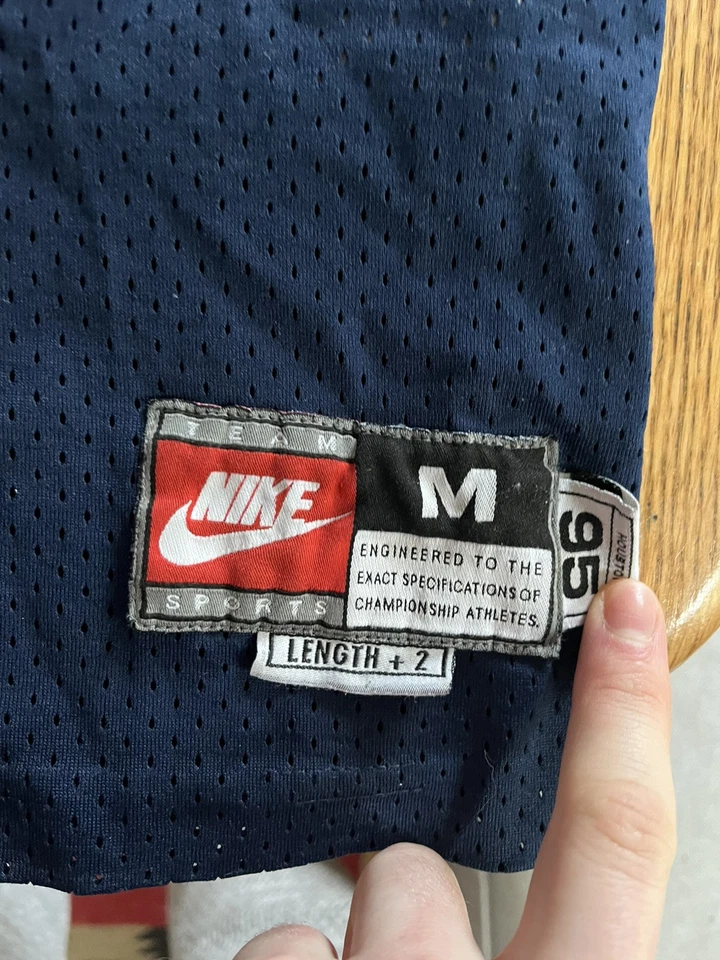 TEAM
NIKE
SPORTS
M
ENGINEERED TO THE
EXACT SPECIFICATIONS OF
CHAMPIONSHIP ATHLETES.
LENGTH + 2
95